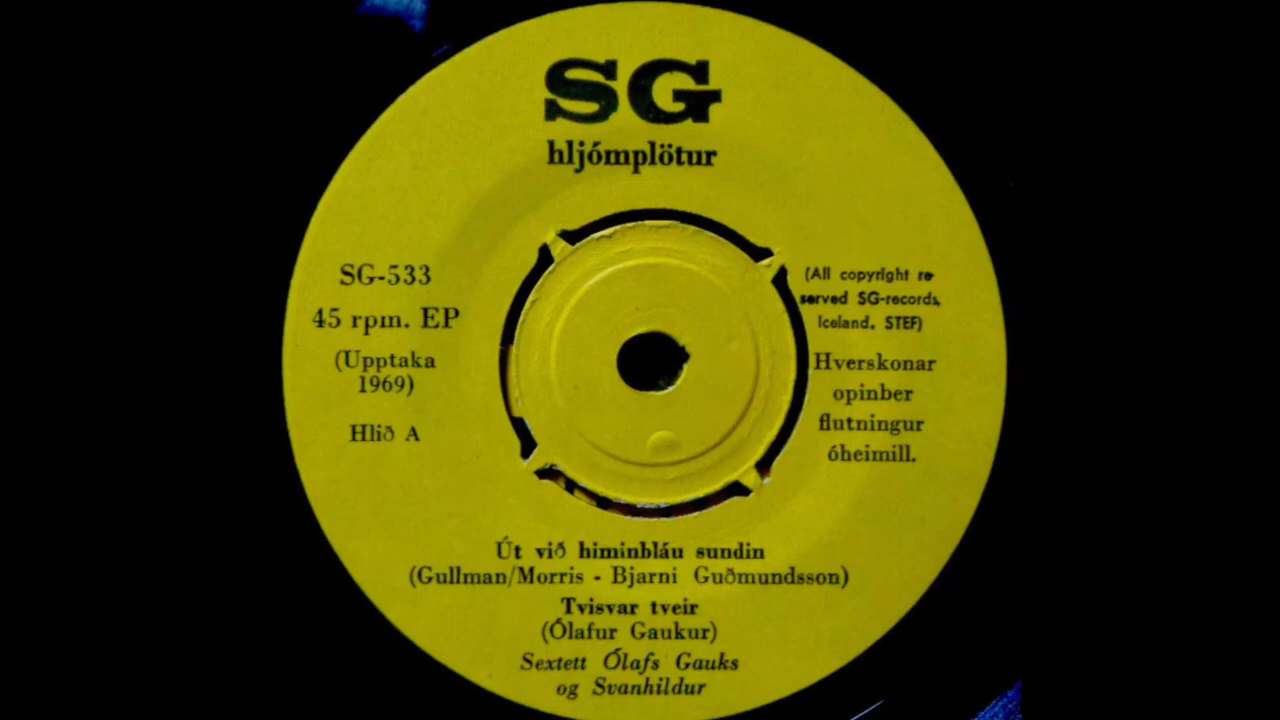 SG
hljómplötur
SG-533
45 rpm. EP
(Upptaka
1969)
Hlið A
(All copyright re-
served SG-records,
Iceland. STEF)
Hverskonar
opinber
flutningur
óheimill.
Út við himinbláu sundin
(Gullman/Morris - Bjarni Guðmundsson)
Tvisvar tveir
(Ólafur Gaukur)
Sextett Ólafs Gauks
og Svanhildur